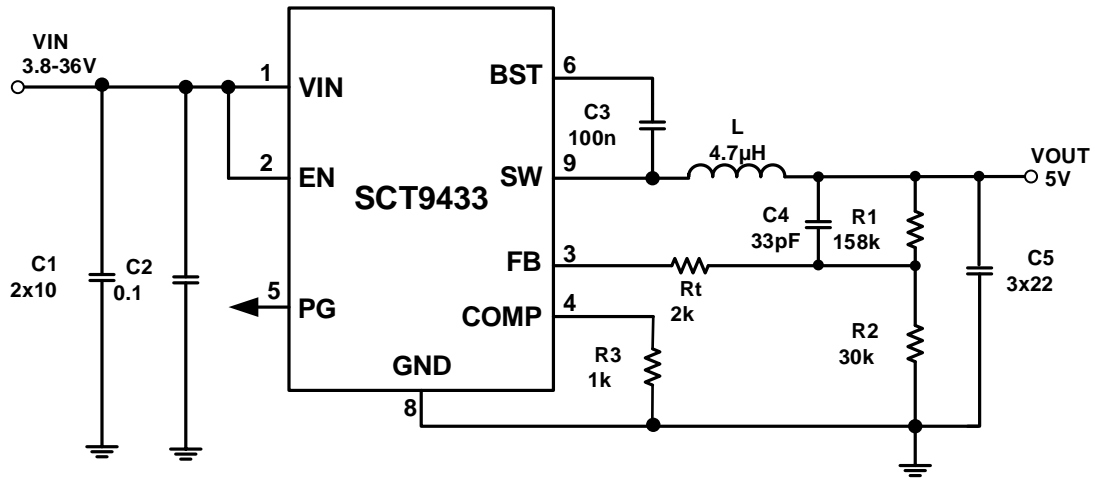 VIN
3.8-36V
1
VIN
2
EN
SCT9433
BST
6
C3
100n
SW
9
L
4.7µH
VOUT
5V
C4
33pF
R1
158k
FB
3
Rt
2k
C1
2x10
C2
0.1
5
PG
COMP
4
R3
1k
R2
30k
C5
3x22
GND
8